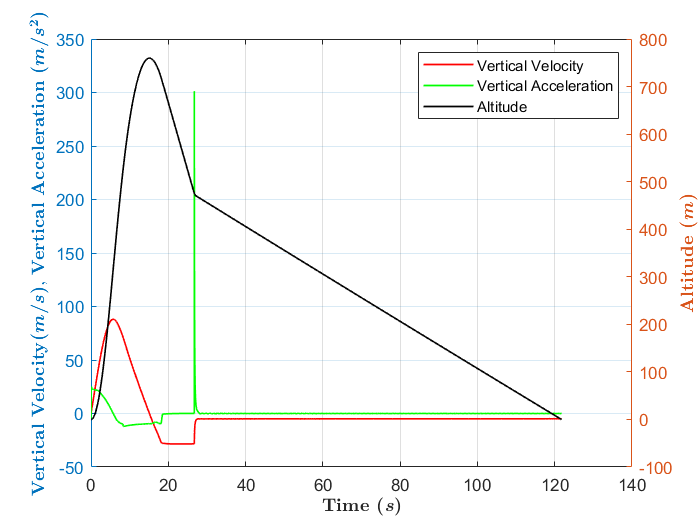 Vertical Velocity(m/s), Vertical Acceleration (m/s²)
350
300
250
200
150
100
50
0
-50
Vertical Velocity
Vertical Acceleration
Altitude
800
700
600
500
400
300
200
100
0
-100
Altitude (m)
0 20 40 60 80 100 120 140
Time (s)